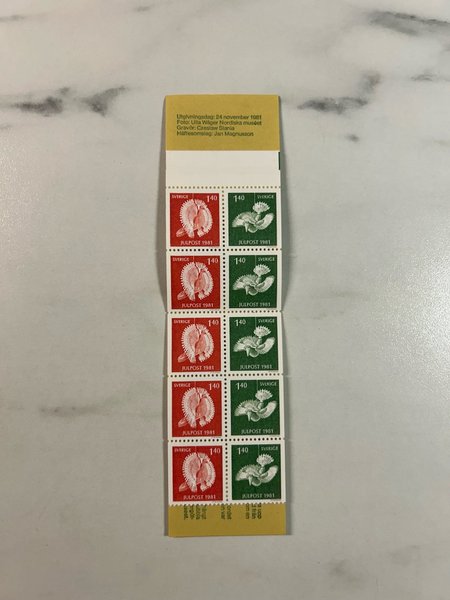 Utgivningsdag: 24 november 1981
Foto: Ulla Wåger Nordiska muséet
Gravör: Czeslaw Slania
Häftesomslag: Jan Magnusson
SVERIGE 1.40 1.40 SVERIGE
JULPOST 1981 JULPOST 1981
SVERIGE 1.40 1.40 SVERIGE
JULPOST 1981 JULPOST 1981
SVERIGE 1.40 1.40 SVERIGE
JULPOST 1981 JULPOST 1981
SVERIGE 1.40 1.40 SVERIGE
JULPOST 1981 JULPOST 1981
SVERIGE 1.40 1.40 SVERIGE
JULPOST 1981 JULPOST 1981